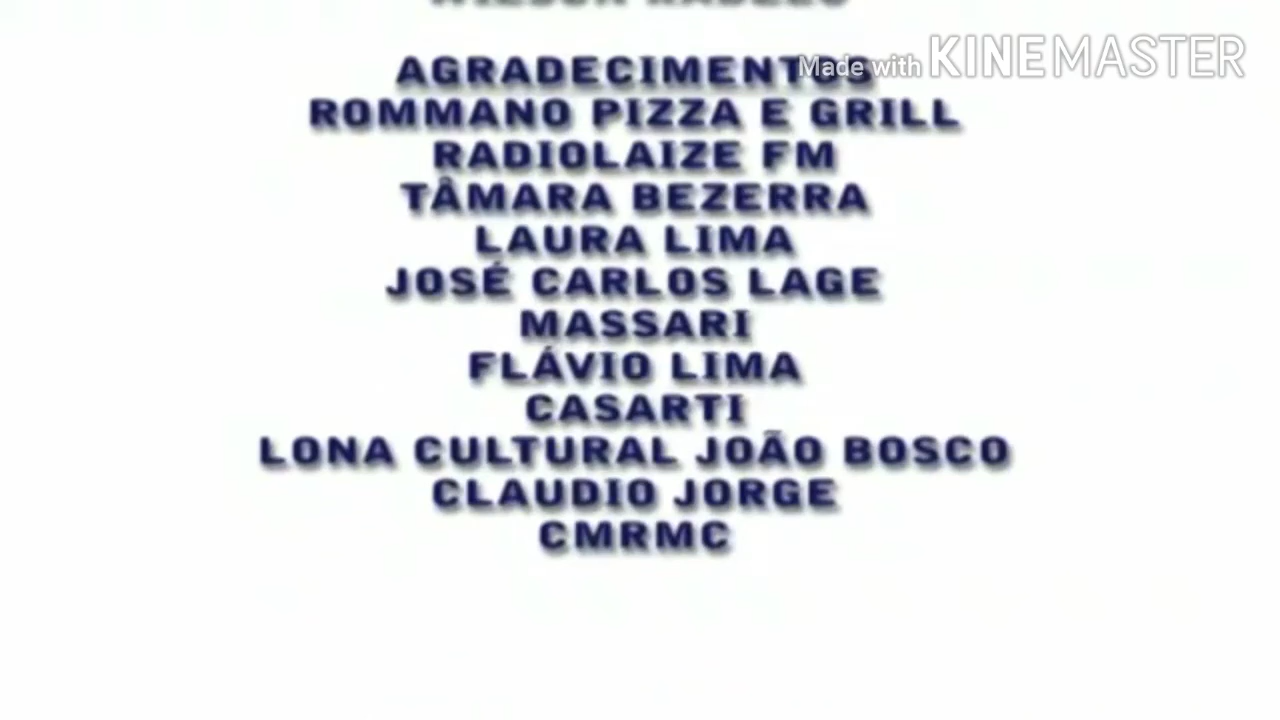 AGRADECIMENTOS
Made with KINEMASTER
ROMMANO PIZZA E GRILL
RADIOLAIZE FM
TÂMARA BEZERRA
LAURA LIMA
JOSÉ CARLOS LAGE
MASSARI
FLÁVIO LIMA
CASARTI
LONA CULTURAL JOÃO BOSCO
CLAUDIO JORGE
CMRMC